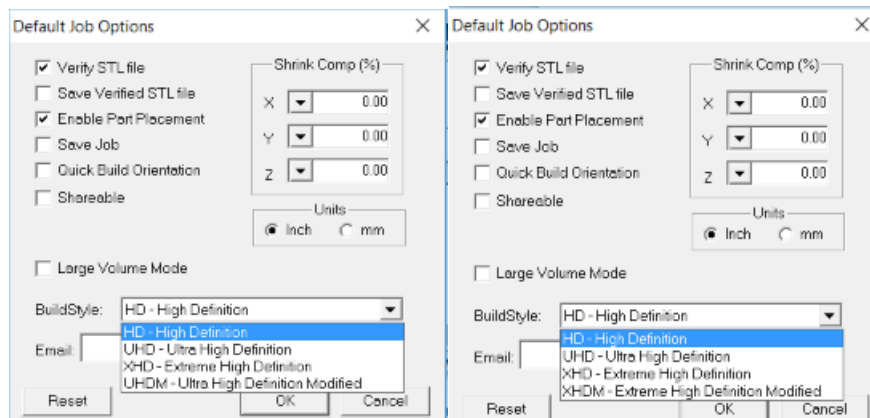 Default Job Options
Verify STL file
Save Verified STL file
Enable Part Placement
Save Job
Quick Build Orientation
Shareable
Shrink Comp (%)
X 0.00
Y 0.00
Z 0.00
Units
Inch mm
Large Volume Mode
BuildStyle: HD - High Definition
HD - High Definition
UHD - Ultra High Definition
XHD - Extreme High Definition
UHDM - Ultra High Definition Modified
Email:
Reset OK Cancel
Default Job Options
Verify STL file
Save Verified STL file
Enable Part Placement
Save Job
Quick Build Orientation
Shareable
Shrink Comp (%)
X 0.00
Y 0.00
Z 0.00
Units
Inch mm
Large Volume Mode
BuildStyle: HD - High Definition
HD - High Definition
UHD - Ultra High Definition
XHD - Extreme High Definition
XHDM - Extreme High Definition Modified
Email:
Reset OK Cancel